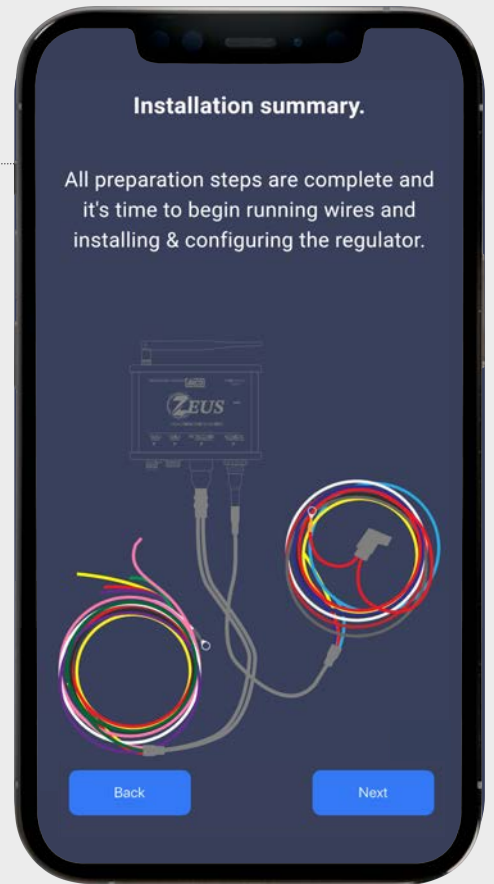 Installation summary.
All preparation steps are complete and
it's time to begin running wires and
installing & configuring the regulator.
ZEUS
Back
Next